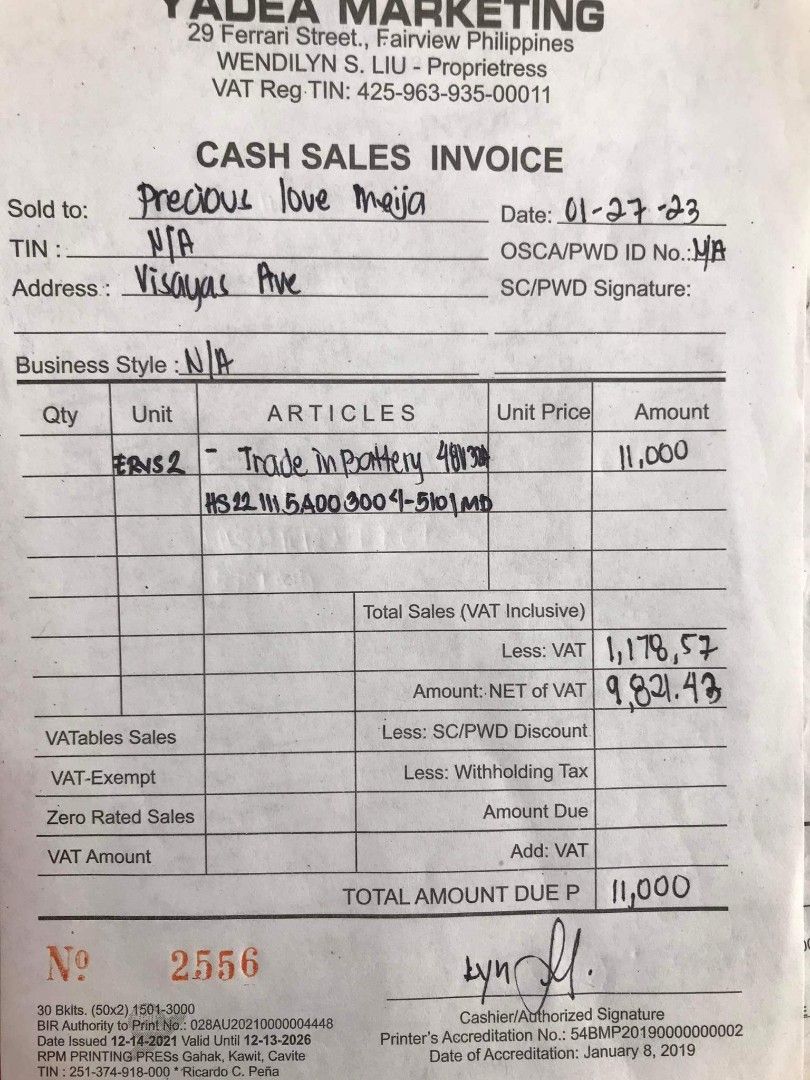 YADEA MARKETING
29 Ferrari Street., Fairview Philippines
WENDILYN S. LIU - Proprietress
VAT Reg TIN: 425-963-935-00011
CASH SALES INVOICE
Sold to: Precious love Meija Date: 01-27-23
TIN : N/A OSCA/PWD ID No.: N/A
Address : Visayas Ave SC/PWD Signature:
Business Style : N/A
Qty Unit ARTICLES Unit Price Amount
- Trade in Battery 11,000
Total Sales (VAT Inclusive)
Less: VAT 1,178,57
Amount: NET of VAT 9,821.43
VATables Sales Less: SC/PWD Discount
VAT-Exempt Less: Withholding Tax
Zero Rated Sales Amount Due
VAT Amount Add: VAT
TOTAL AMOUNT DUE P 11,000
Nº 2556
30 Bklts. (50x2) 1501-3000
BIR Authority to Print No.: 028AU20210000004448
Date Issued 12-14-2021 Valid Until 12-13-2026
RPM PRINTING PRESs Gahak, Kawit, Cavite
TIN : 251-374-918-000 * Ricardo C. Peña
Cashier/Authorized Signature
Printer's Accreditation No.: 54BMP20190000000002
Date of Accreditation: January 8, 2019